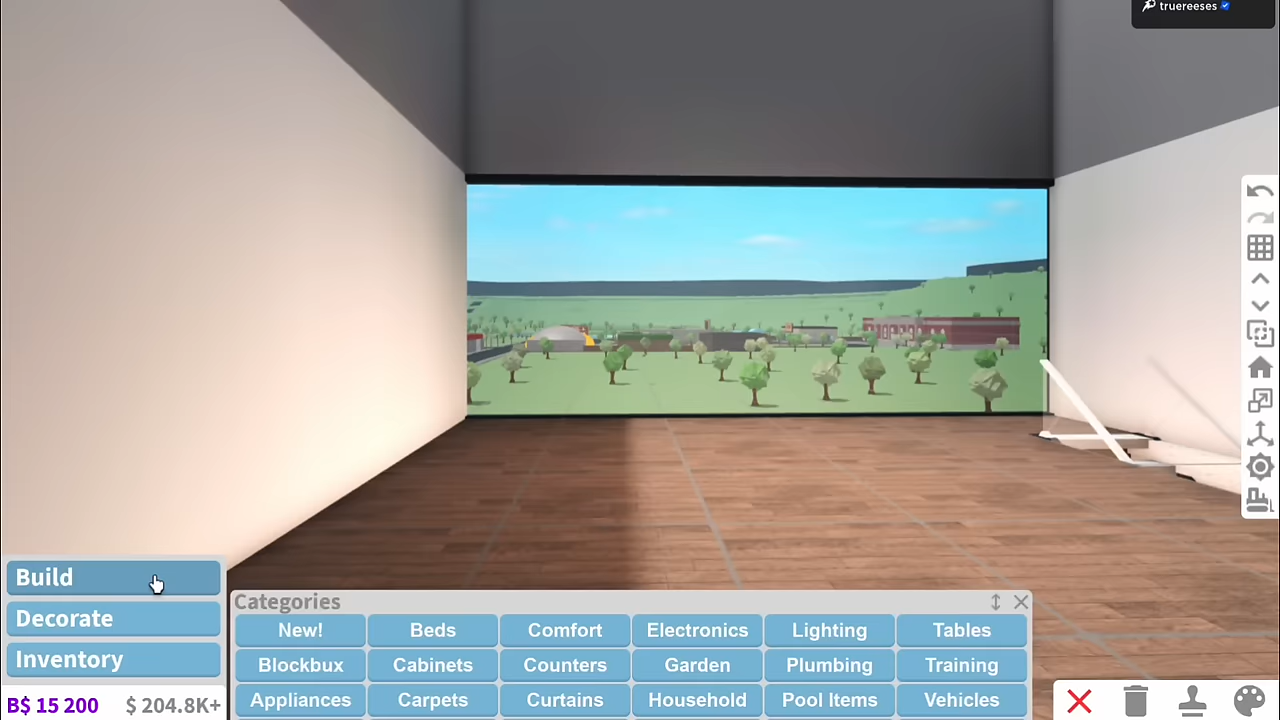 truereeses
Build
Decorate
Inventory
B$ 15 200 $ 204.8K+
Categories
New! Beds Comfort Electronics Lighting Tables
Blockbux Cabinets Counters Garden Plumbing Training
Appliances Carpets Curtains Household Pool Items Vehicles